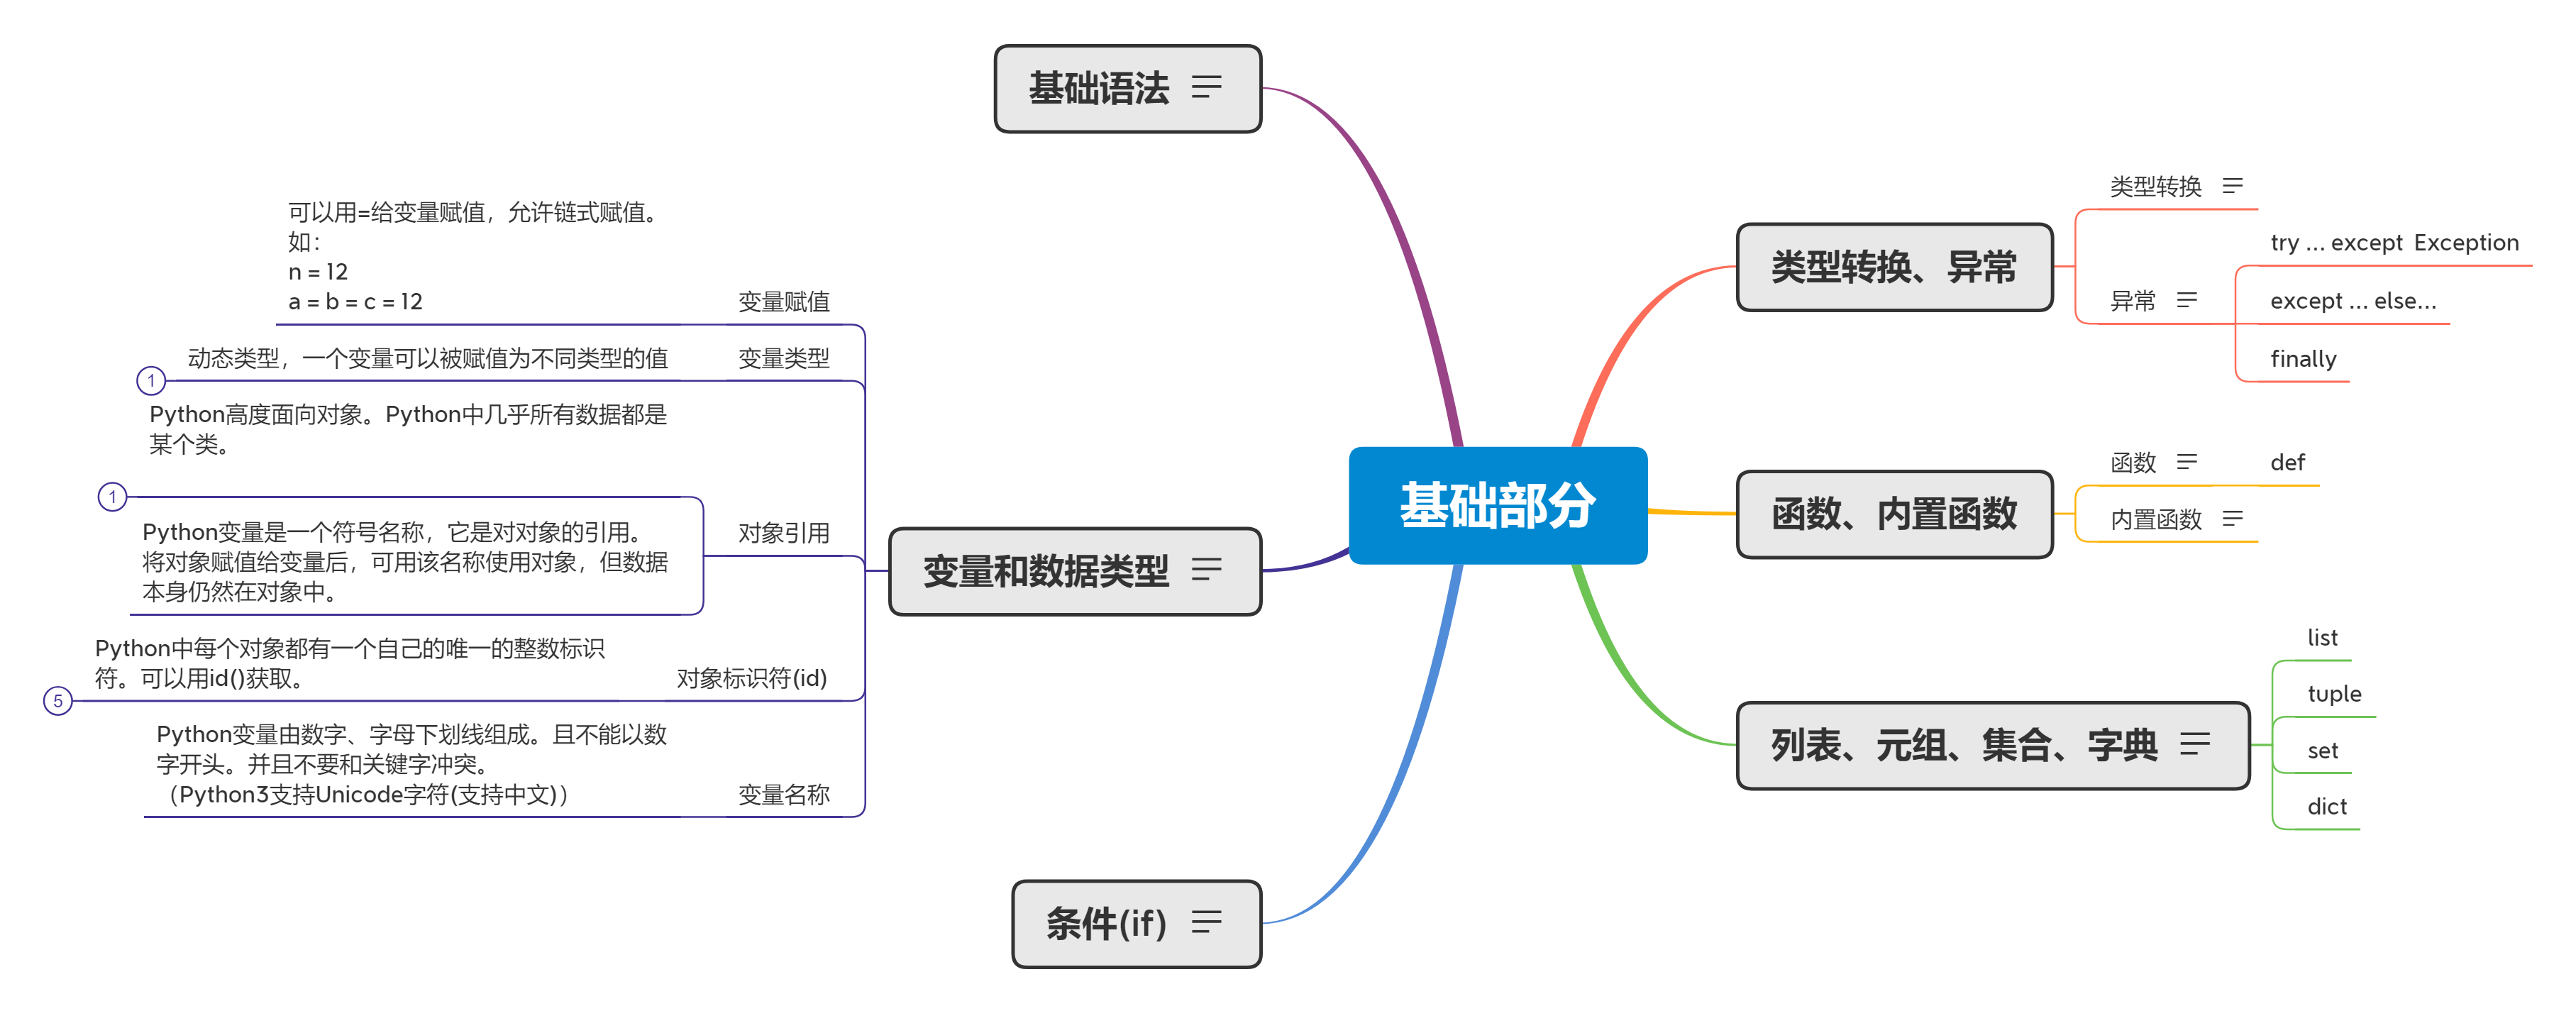 基础部分
基础语法
变量和数据类型
变量赋值
可以用=给变量赋值，允许链式赋值。
如：
n = 12
a = b = c = 12
变量类型
动态类型，一个变量可以被赋值为不同类型的值
1
对象引用
Python高度面向对象。Python中几乎所有数据都是
某个类。
1
Python变量是一个符号名称，它是对对象的引用。
将对象赋值给变量后，可用该名称使用对象，但数据
本身仍然在对象中。
对象标识符(id)
Python中每个对象都有一个自己的唯一的整数标识
符。可以用id()获取。
5
变量名称
Python变量由数字、字母下划线组成。且不能以数
字开头。并且不要和关键字冲突。
（Python3支持Unicode字符(支持中文)）
条件(if)
类型转换、异常
类型转换
异常
try ... except  Exception
except ... else...
finally
函数、内置函数
函数
def
内置函数
列表、元组、集合、字典
list
tuple
set
dict